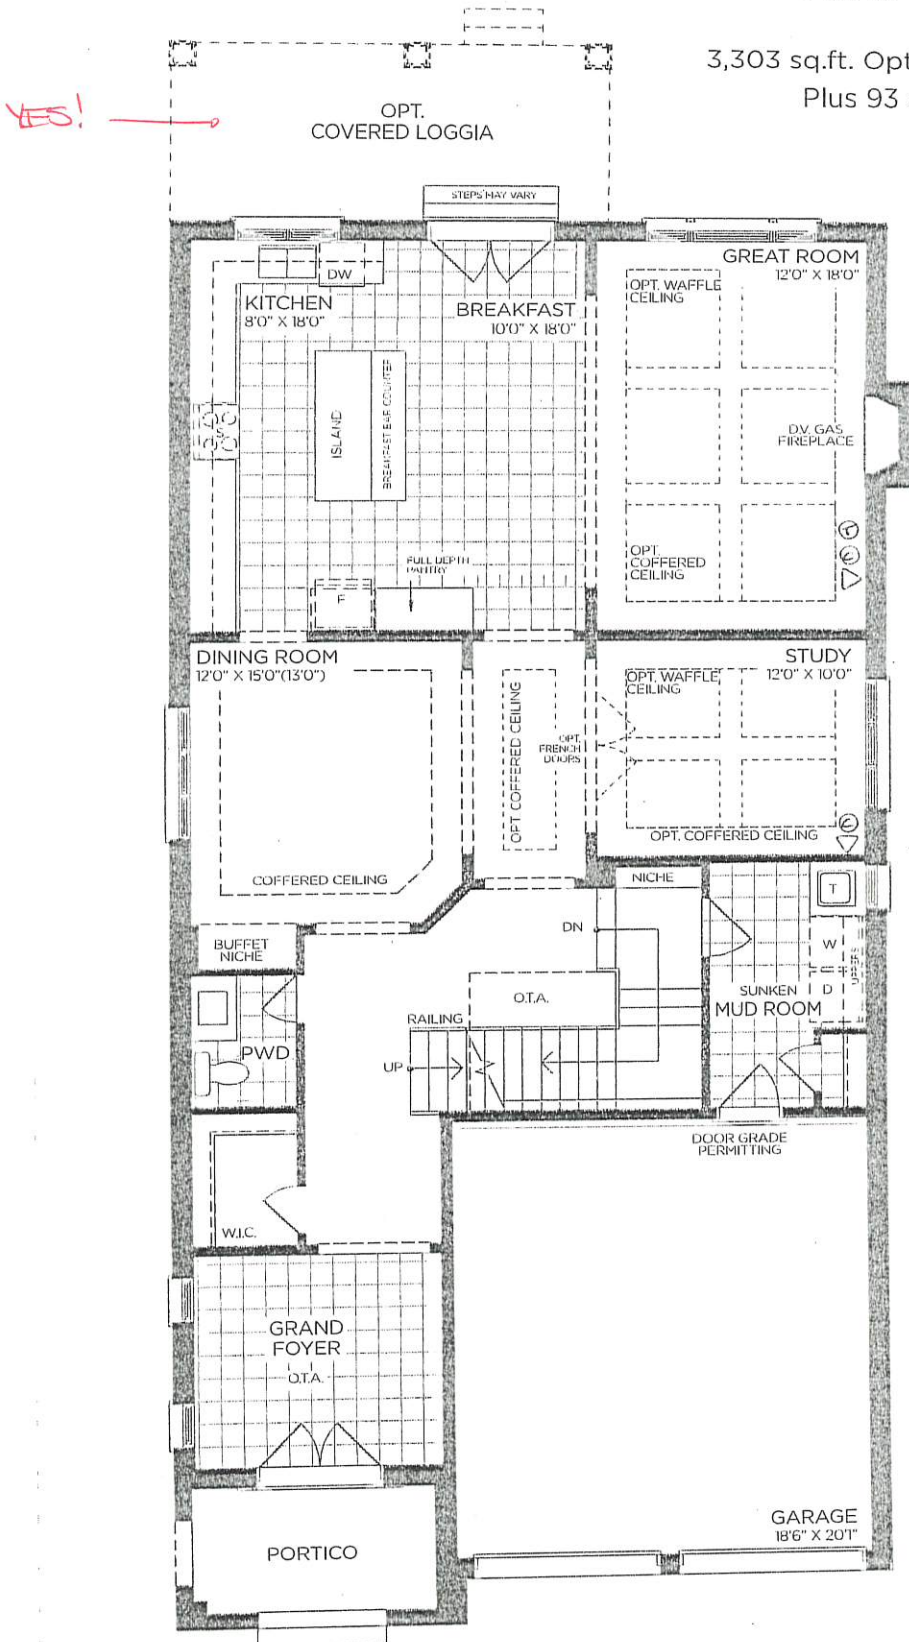 3,303 sq.ft. Opt
Plus 93
YES!
OPT.
COVERED LOGGIA
STEPS MAY VARY
DW
KITCHEN
8'0" X 18'0"
BREAKFAST
10'0" X 18'0"
GREAT ROOM
12'0" X 18'0"
OPT. WAFFLE
CEILING
ISLAND
BREAKFAST BAR COUNTER
D.V. GAS
FIREPLACE
OPT.
COFFERED
CEILING
FULL DEPTH
PANTRY
F
DINING ROOM
12'0" X 15'0"(13'0")
COFFERED CEILING
OPT COFFERED CEILING
OPT.
FRENCH
DOORS
STUDY
12'0" X 10'0"
OPT. WAFFLE
CEILING
OPT. COFFERED CEILING
NICHE
T
W
D
UPPERS
SUNKEN
MUD ROOM
BUFFET
NICHE
DN
O.T.A.
RAILING
UP
PWD.
DOOR GRADE
PERMITTING
W.I.C.
GRAND
FOYER
O.T.A.
PORTICO
GARAGE
18'6" X 20'1"